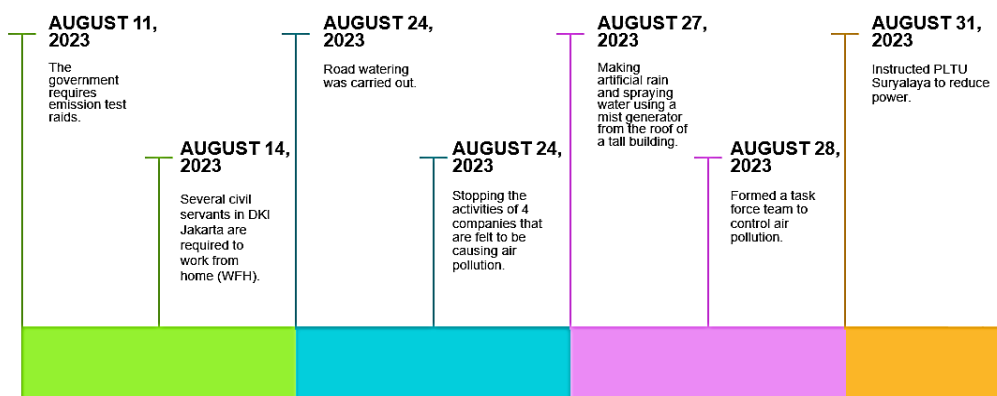 AUGUST 11,
2023
The
government
requires
emission test
raids.
AUGUST 14,
2023
Several civil
servants in DKI
Jakarta are
required to
work from
home (WFH).
AUGUST 24,
2023
Road watering
was carried out.
AUGUST 24,
2023
Stopping the
activities of 4
companies that
are felt to be
causing air
pollution.
AUGUST 27,
2023
Making
artificial rain
and spraying
water using a
mist generator
from the roof of
a tall building.
AUGUST 28,
2023
Formed a task
force team to
control air
pollution.
AUGUST 31,
2023
Instructed PLTU
Suryalaya to reduce
power.